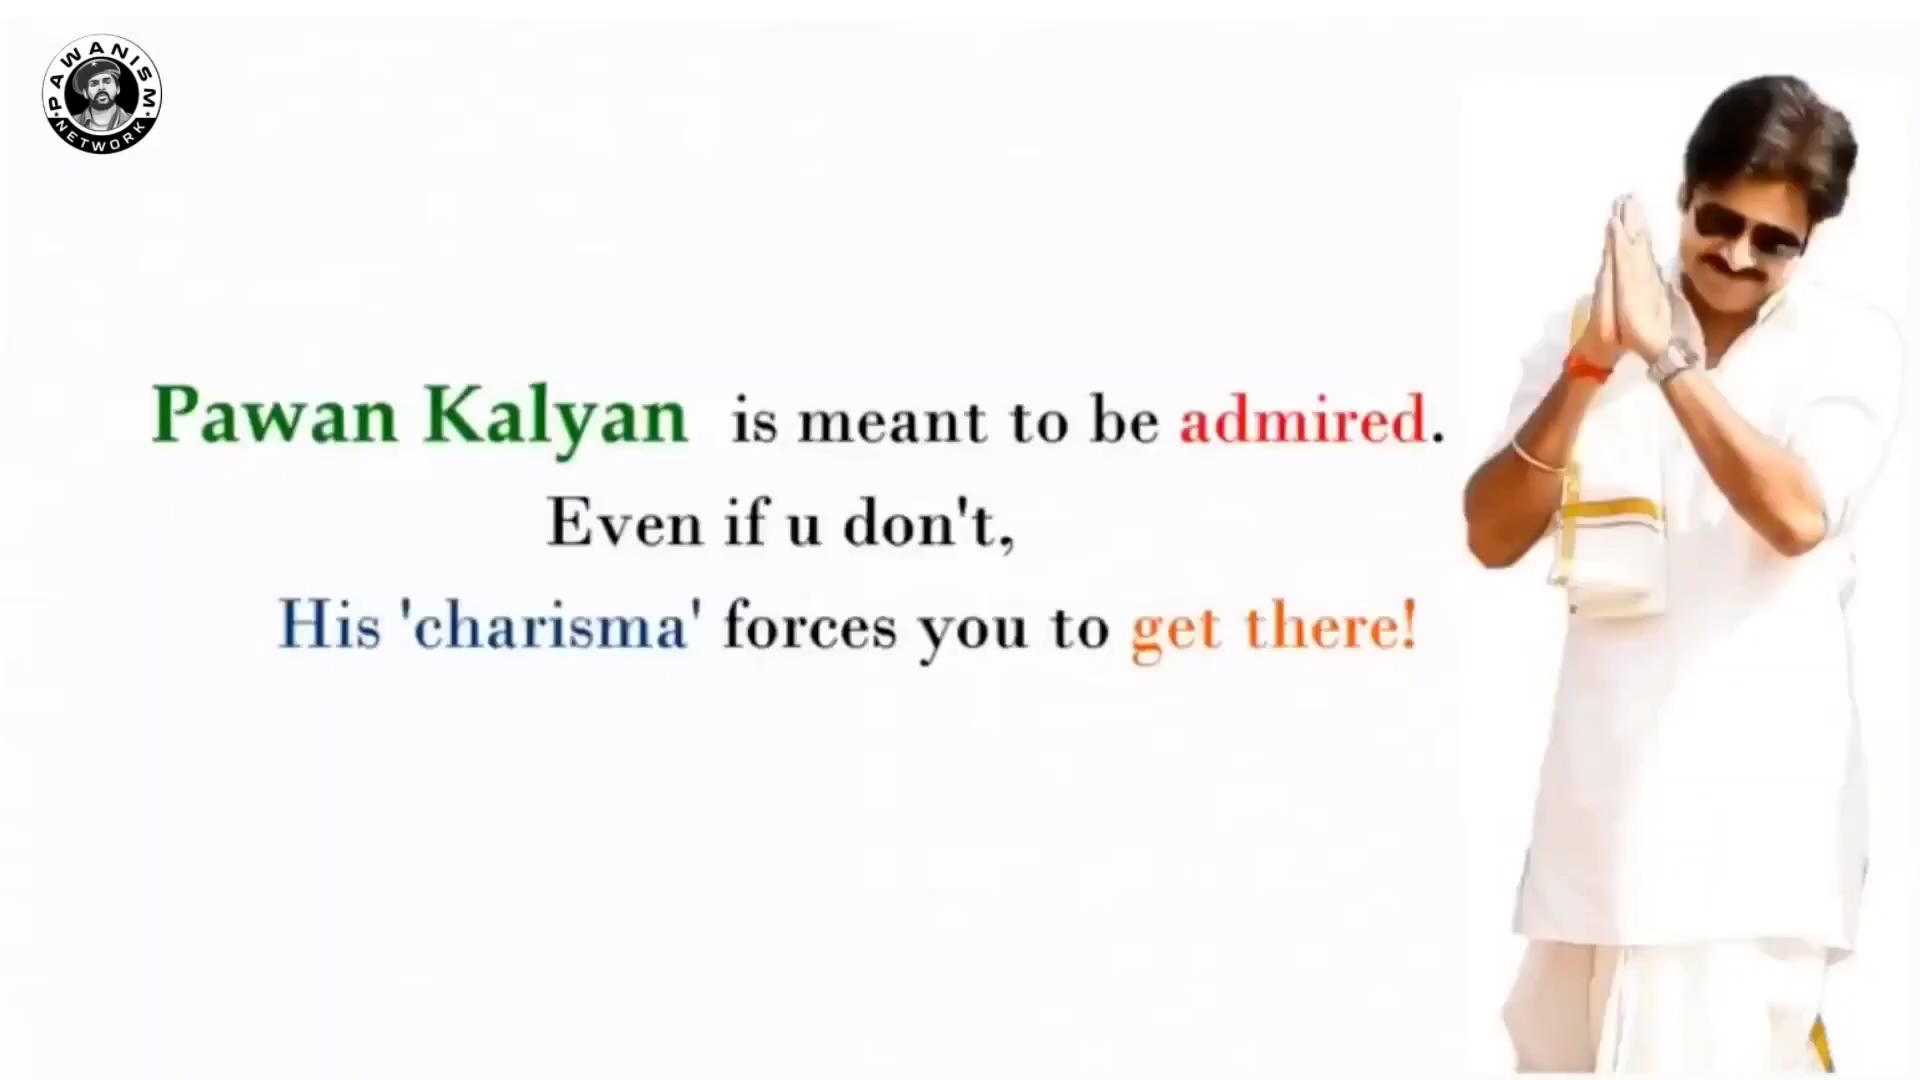 PAWANISM
NETWORK
Pawan Kalyan is meant to be admired.
Even if u don't,
His 'charisma' forces you to get there!